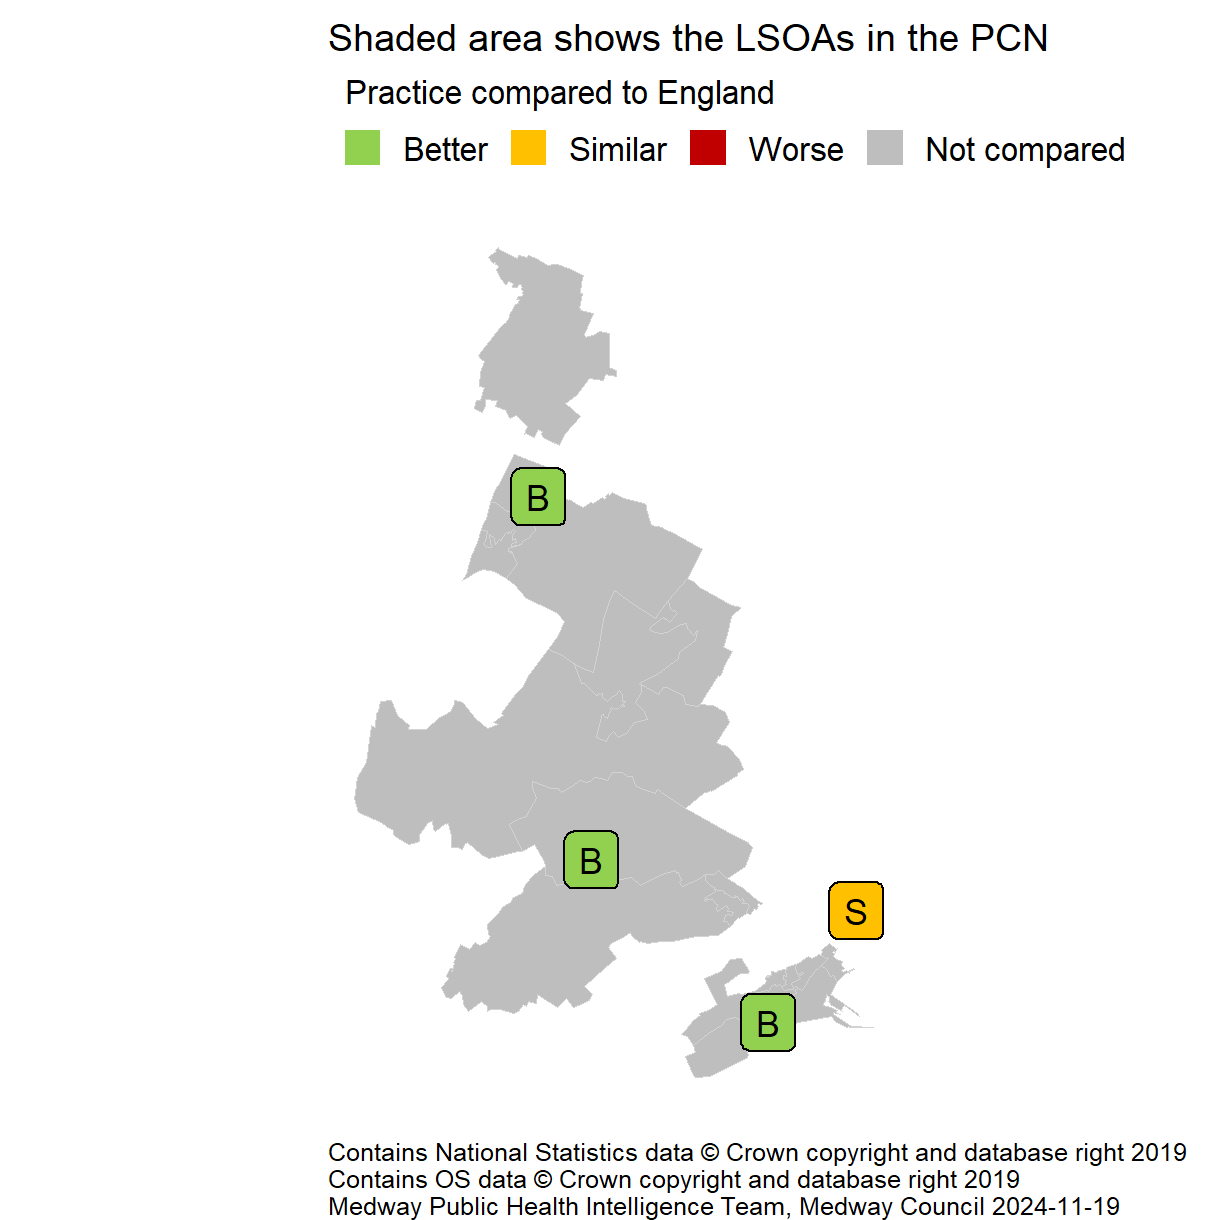 Shaded area shows the LSOAs in the PCN
Practice compared to England
Better Similar Worse Not compared
B
B
S
B
Contains National Statistics data © Crown copyright and database right 2019
Contains OS data © Crown copyright and database right 2019
Medway Public Health Intelligence Team, Medway Council 2024-11-19